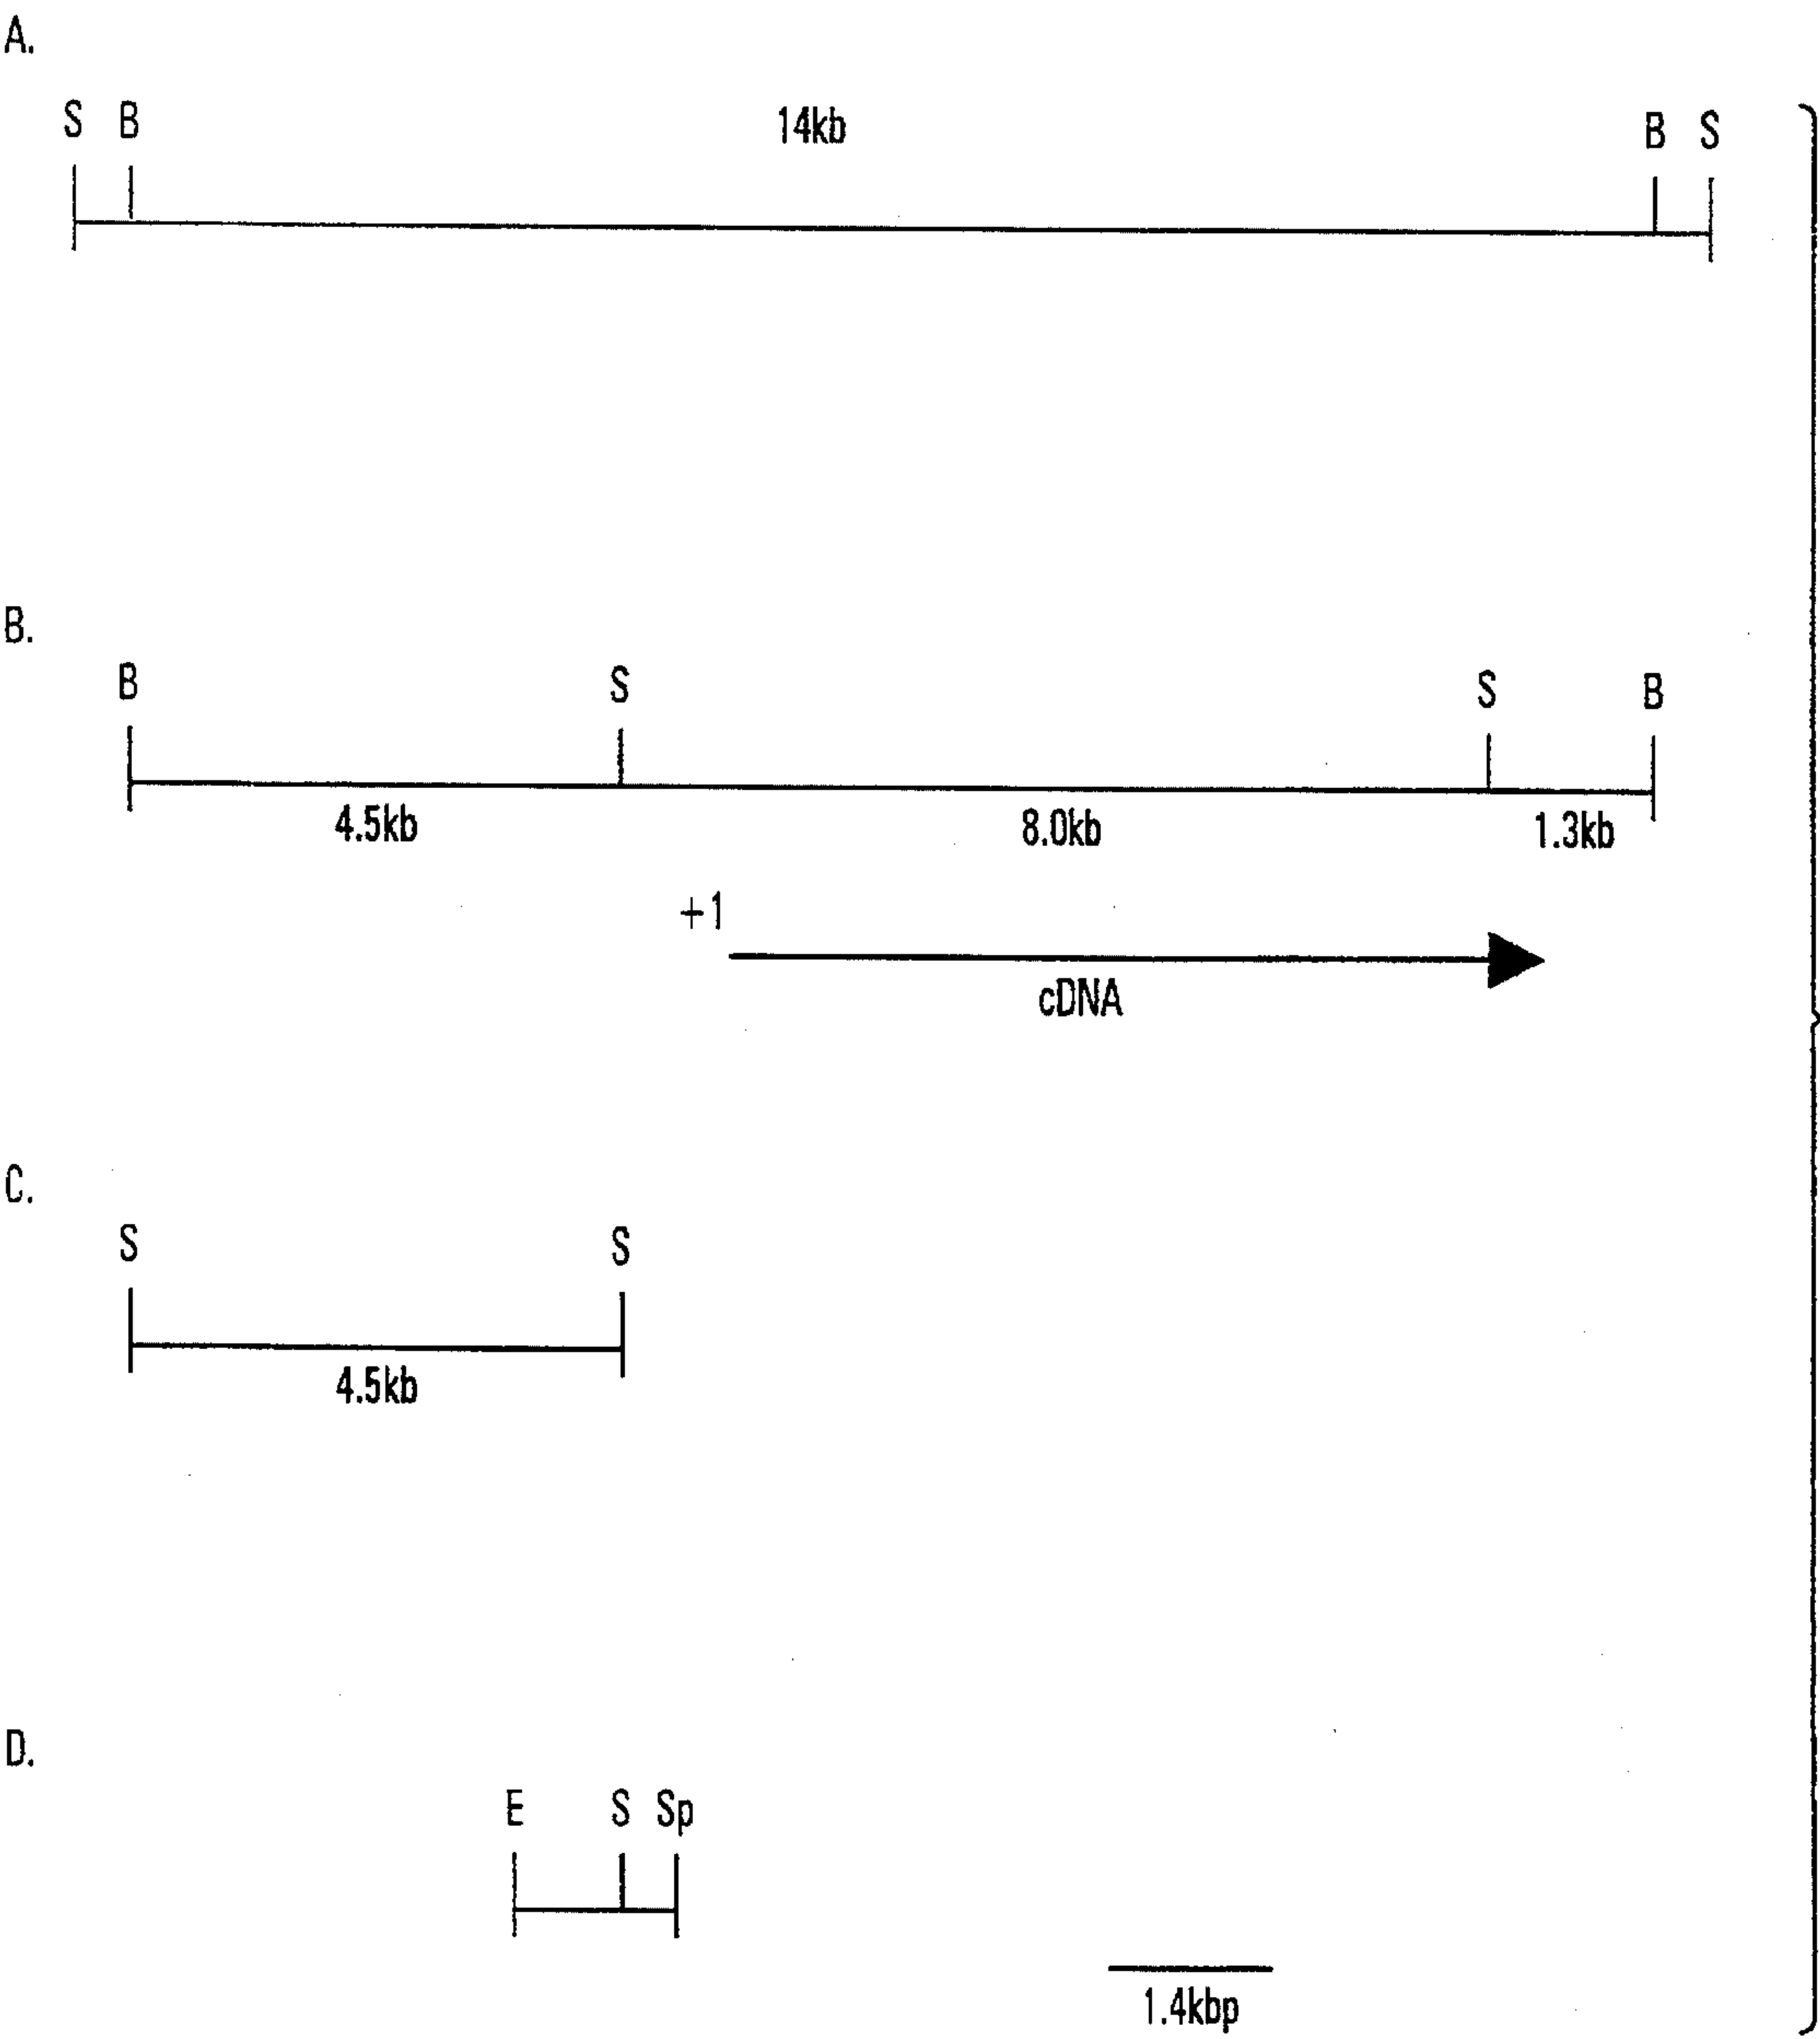 A.
S B 14kb B S
B.
B S S B
4.5kb 8.0kb 1.3kb
+1
cDNA
C.
S S
4.5kb
D.
E S Sp
1.4kbp